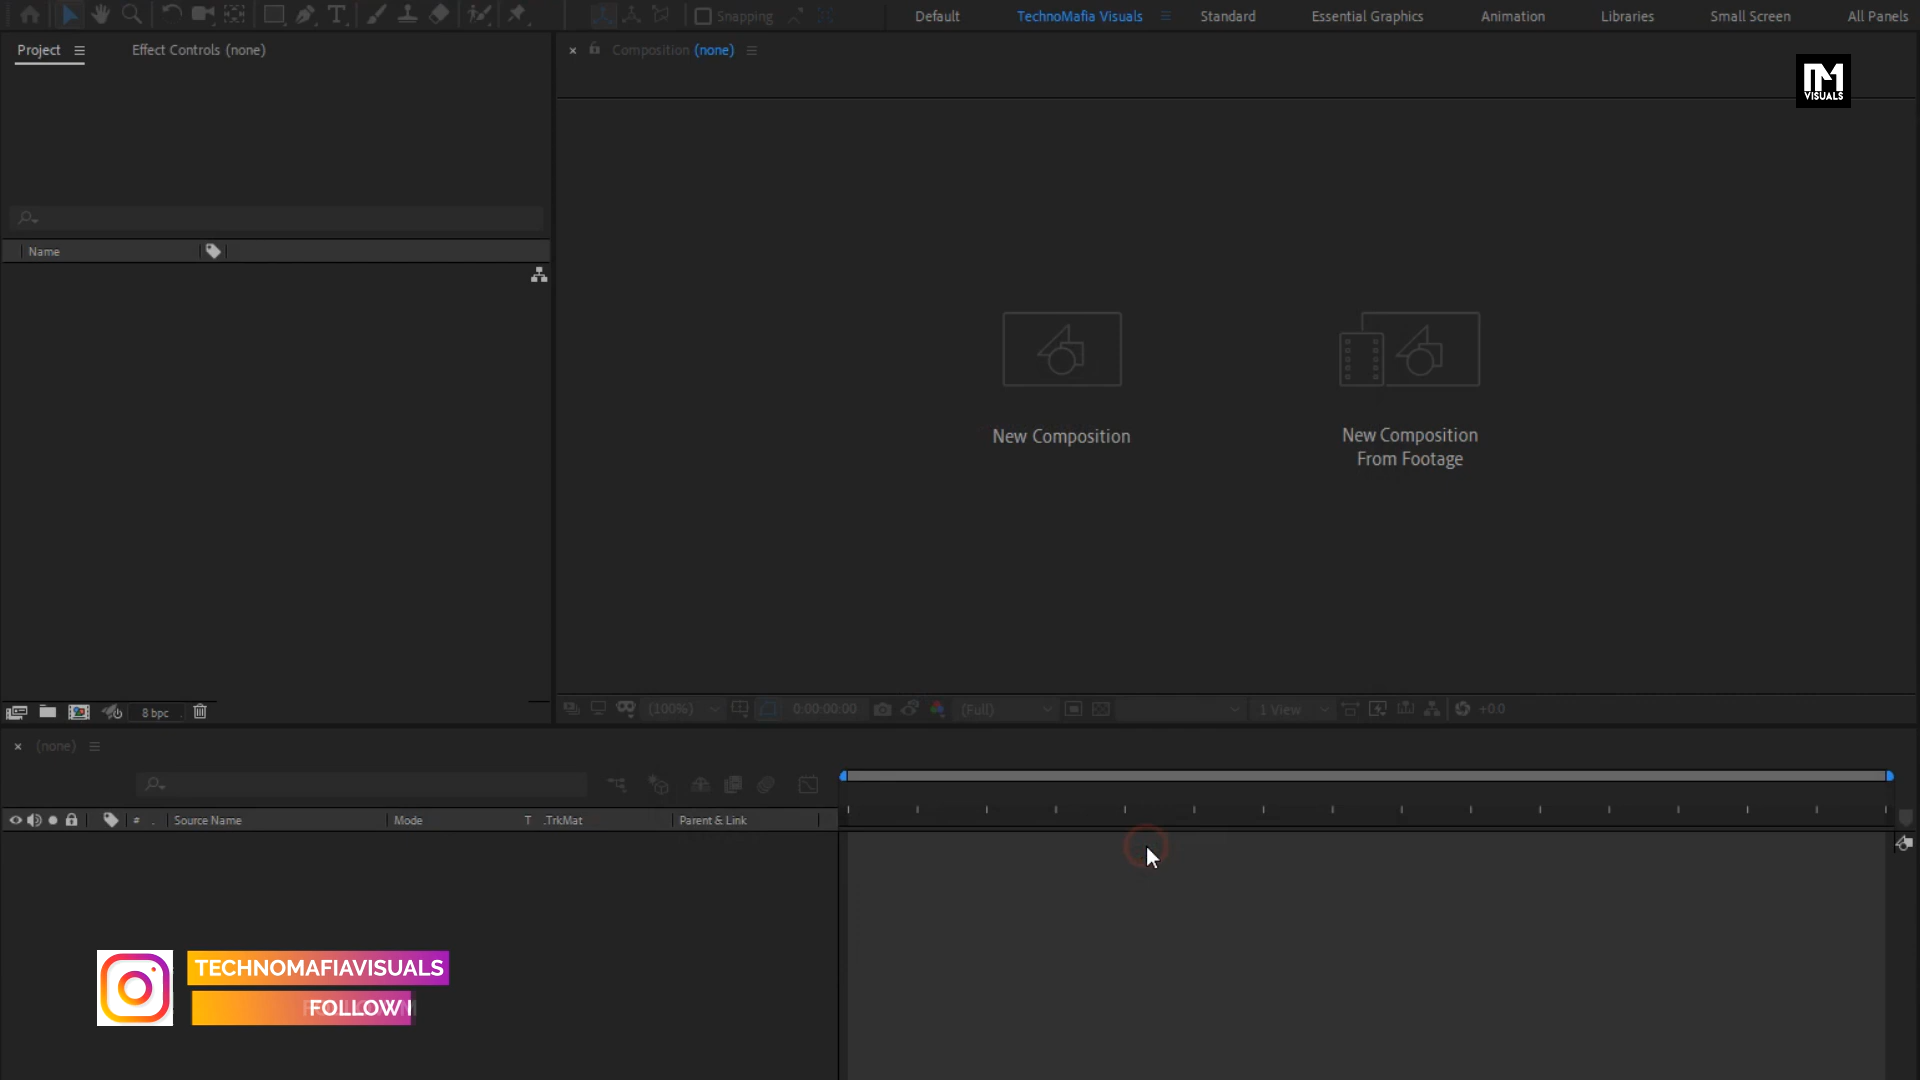 Snapping
Default
TechnoMafia Visuals
Standard
Essential Graphics
Animation
Libraries
Small Screen
All Panels
Project
Effect Controls (none)
Composition (none)
VISUALS
Name
New Composition
New Composition
From Footage
8 bpc
(100%)
0:00:00:00
(Full)
1 View
+0.0
(none)
# . Source Name
Mode
T .TrkMat
Parent & Link
TECHNOMAFIAVISUALS
FOLLOW